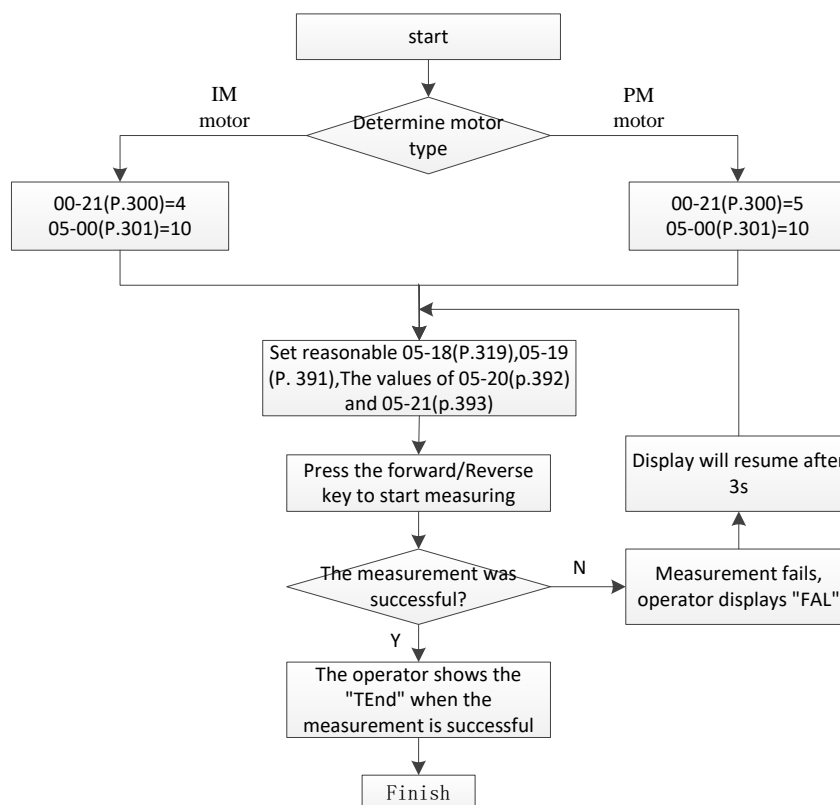 start
IM
motor
PM
motor
Determine motor
type
00-21(P.300)=4
05-00(P.301)=10
00-21(P.300)=5
05-00(P.301)=10
Set reasonable 05-18(P.319),05-19
(P. 391),The values of 05-20(p.392)
and 05-21(p.393)
Press the forward/Reverse
key to start measuring
Display will resume after
3s
The measurement was
successful?
N
Measurement fails,
operator displays "FAL"
Y
The operator shows the
"TEnd" when the
measurement is successful
Finish